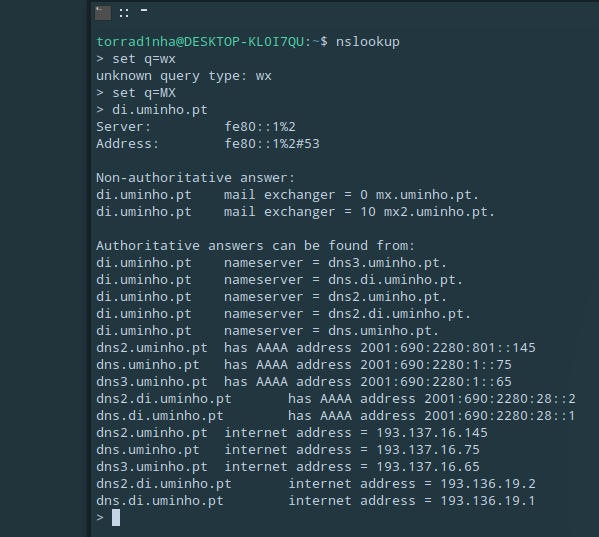 torrad1nha@DESKTOP-KL0I7QU:~$ nslookup
> set q=wx
unknown query type: wx
> set q=MX
> di.uminho.pt
Server:         fe80::1%2
Address:        fe80::1%2#53

Non-authoritative answer:
di.uminho.pt    mail exchanger = 0 mx.uminho.pt.
di.uminho.pt    mail exchanger = 10 mx2.uminho.pt.

Authoritative answers can be found from:
di.uminho.pt    nameserver = dns3.uminho.pt.
di.uminho.pt    nameserver = dns.di.uminho.pt.
di.uminho.pt    nameserver = dns2.uminho.pt.
di.uminho.pt    nameserver = dns2.di.uminho.pt.
di.uminho.pt    nameserver = dns.uminho.pt.
dns2.uminho.pt  has AAAA address 2001:690:2280:801::145
dns.uminho.pt   has AAAA address 2001:690:2280:1::75
dns3.uminho.pt  has AAAA address 2001:690:2280:1::65
dns2.di.uminho.pt       has AAAA address 2001:690:2280:28::2
dns.di.uminho.pt        has AAAA address 2001:690:2280:28::1
dns2.uminho.pt  internet address = 193.137.16.145
dns.uminho.pt   internet address = 193.137.16.75
dns3.uminho.pt  internet address = 193.137.16.65
dns2.di.uminho.pt       internet address = 193.136.19.2
dns.di.uminho.pt        internet address = 193.136.19.1
>